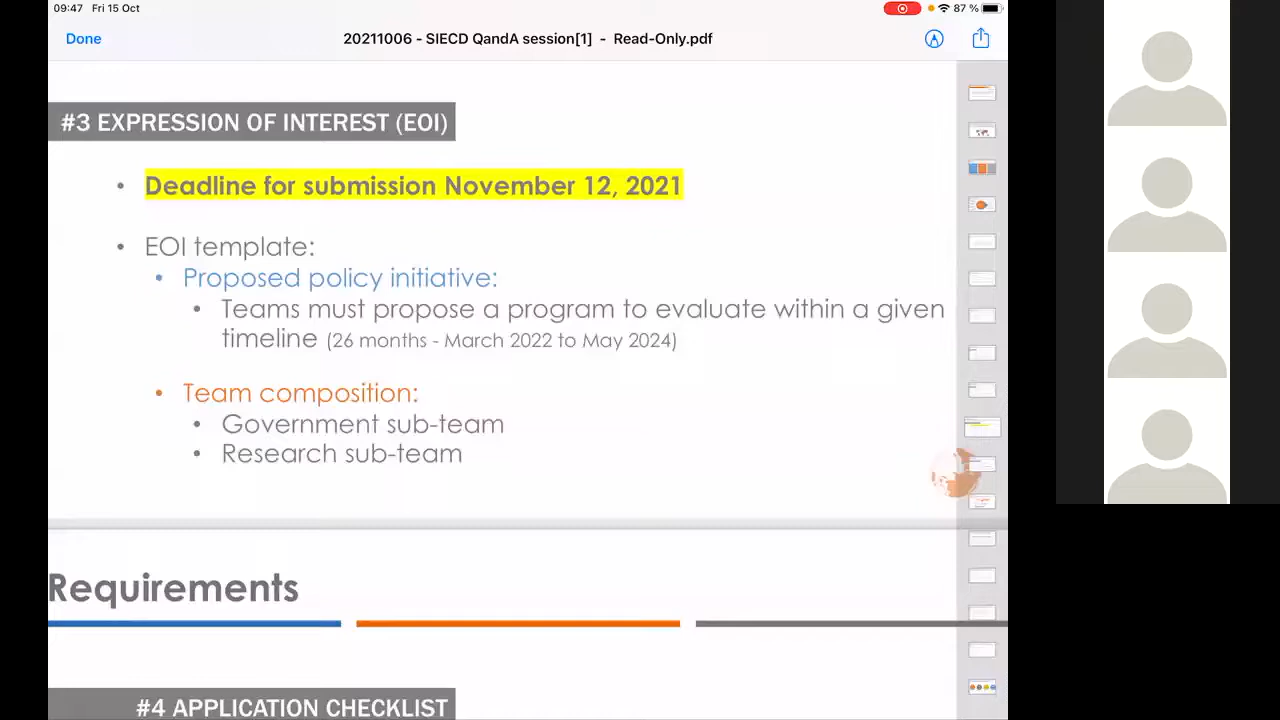 09:47 Fri 15 Oct
87 %
Done
20211006 - SIECD QandA session[1] - Read-Only.pdf
#3 EXPRESSION OF INTEREST (EOI)
• Deadline for submission November 12, 2021
• EOI template:
• Proposed policy initiative:
• Teams must propose a program to evaluate within a given
timeline (26 months - March 2022 to May 2024)
• Team composition:
• Government sub-team
• Research sub-team
Requirements
#4 APPLICATION CHECKLIST